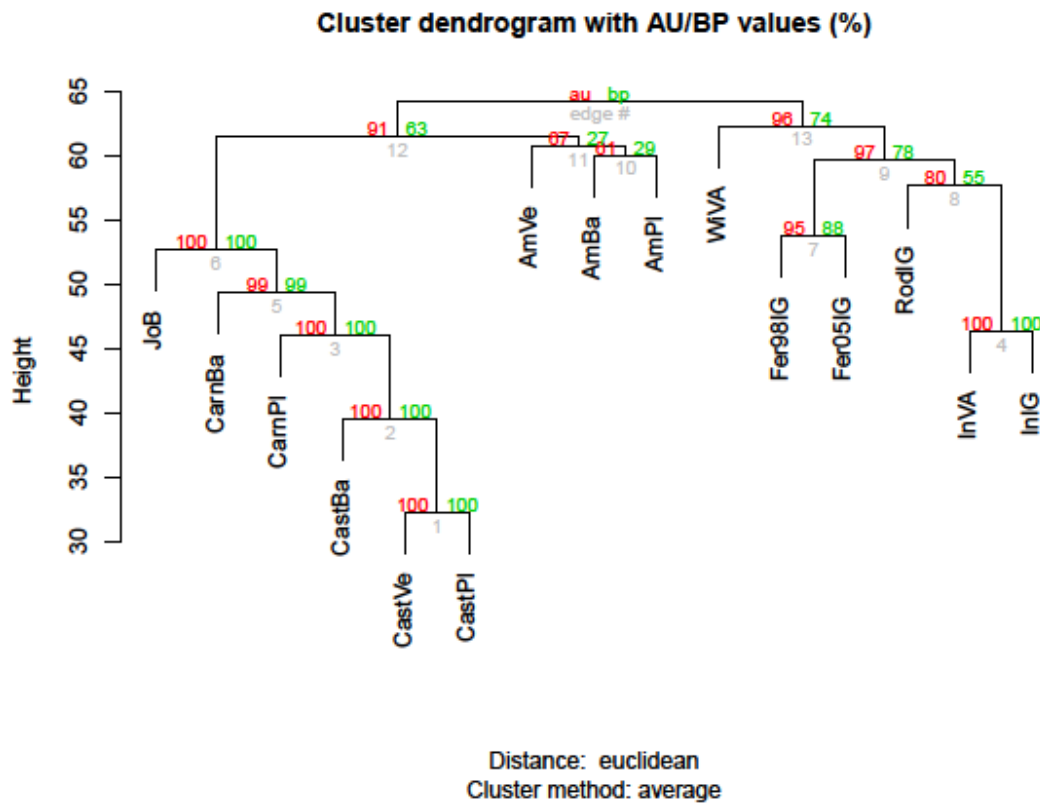 Cluster dendrogram with AU/BP values (%)
65
60
55
50
45
40
35
30
Height
au bp
edge #
91 63
12
96 74
13
67 27
11
61 29
10
97 78
9
80 55
8
100 100
6
95 88
7
99 99
5
100 100
3
100 100
4
100 100
2
100 100
1
JoB
CarnBa
CarnPl
CastBa
CastVe
CastPl
AmVe
AmBa
AmPl
WiVA
Fer98IG
Fer05IG
RodIG
InVA
InIG
Distance: euclidean
Cluster method: average